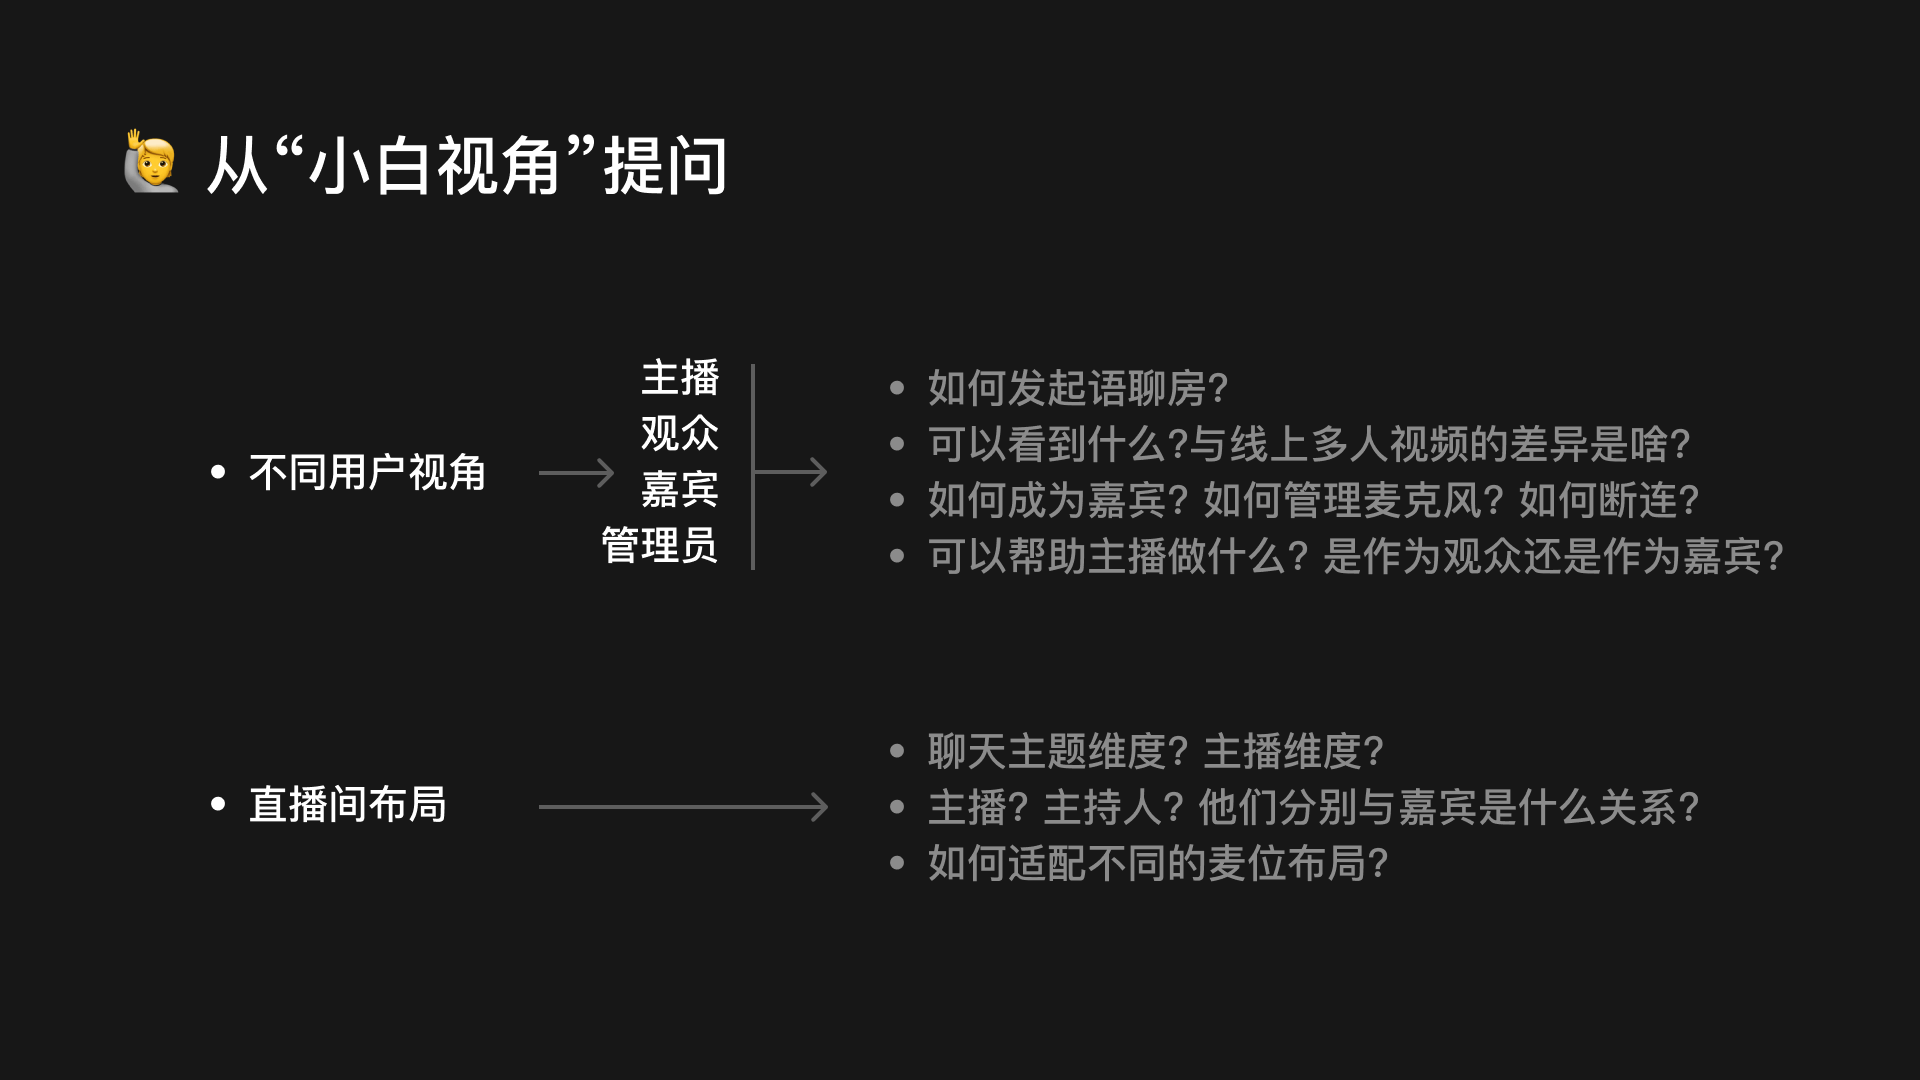 从“小白视角”提问
• 不同用户视角
主播
观众
嘉宾
管理员
• 如何发起语聊房?
• 可以看到什么?与线上多人视频的差异是啥?
• 如何成为嘉宾? 如何管理麦克风? 如何断连?
• 可以帮助主播做什么? 是作为观众还是作为嘉宾?
• 直播间布局
• 聊天主题维度? 主播维度?
• 主播? 主持人? 他们分别与嘉宾是什么关系?
• 如何适配不同的麦位布局?